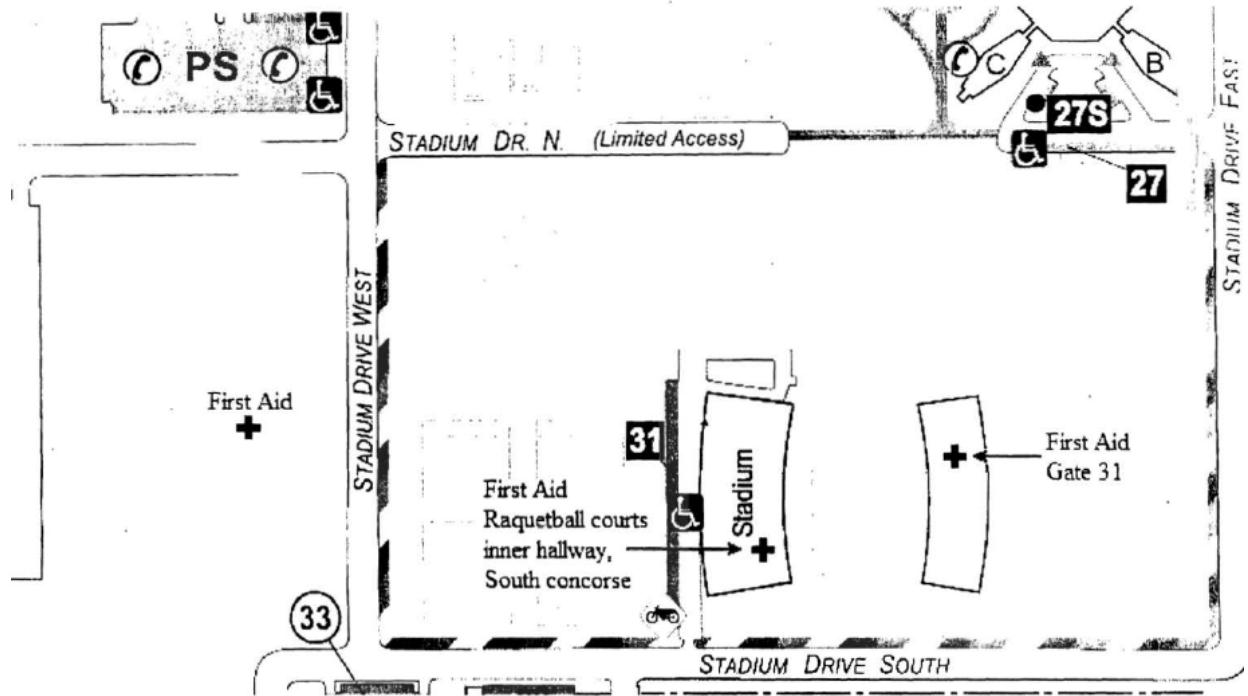 PS
C
B
27S
STADIUM DR. N. (Limited Access)
27
STADIUM DRIVE EAST
STADIUM DRIVE WEST
First Aid
31
Stadium
First Aid
Gate 31
First Aid
Raquetball courts
inner hallway,
South concorse
33
STADIUM DRIVE SOUTH